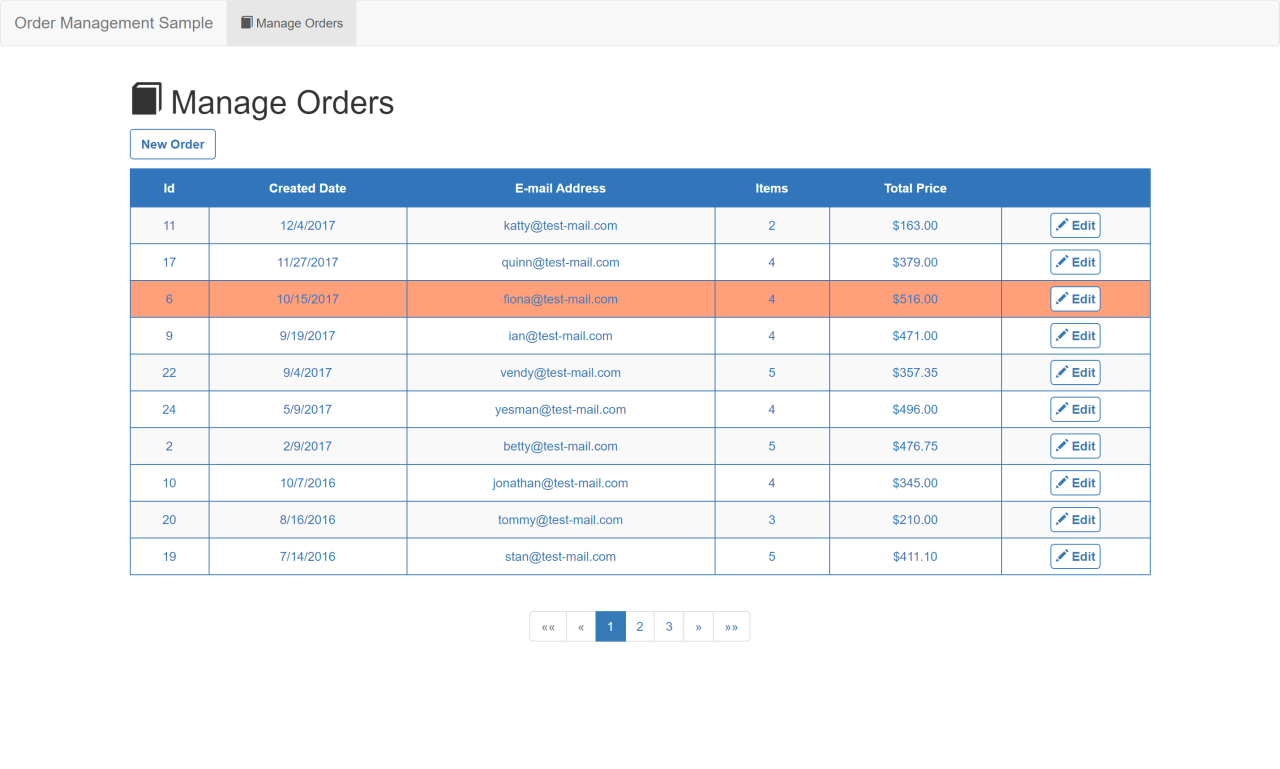 Order Management Sample Manage Orders
Manage Orders
New Order
Id Created Date E-mail Address Items Total Price
11 12/4/2017 katty@test-mail.com 2 $163.00 Edit
17 11/27/2017 quinn@test-mail.com 4 $379.00 Edit
6 10/15/2017 fiona@test-mail.com 4 $516.00 Edit
9 9/19/2017 ian@test-mail.com 4 $471.00 Edit
22 9/4/2017 vendy@test-mail.com 5 $357.35 Edit
24 5/9/2017 yesman@test-mail.com 4 $496.00 Edit
2 2/9/2017 betty@test-mail.com 5 $476.75 Edit
10 10/7/2016 jonathan@test-mail.com 4 $345.00 Edit
20 8/16/2016 tommy@test-mail.com 3 $210.00 Edit
19 7/14/2016 stan@test-mail.com 5 $411.10 Edit
«« « 1 2 3 » »»